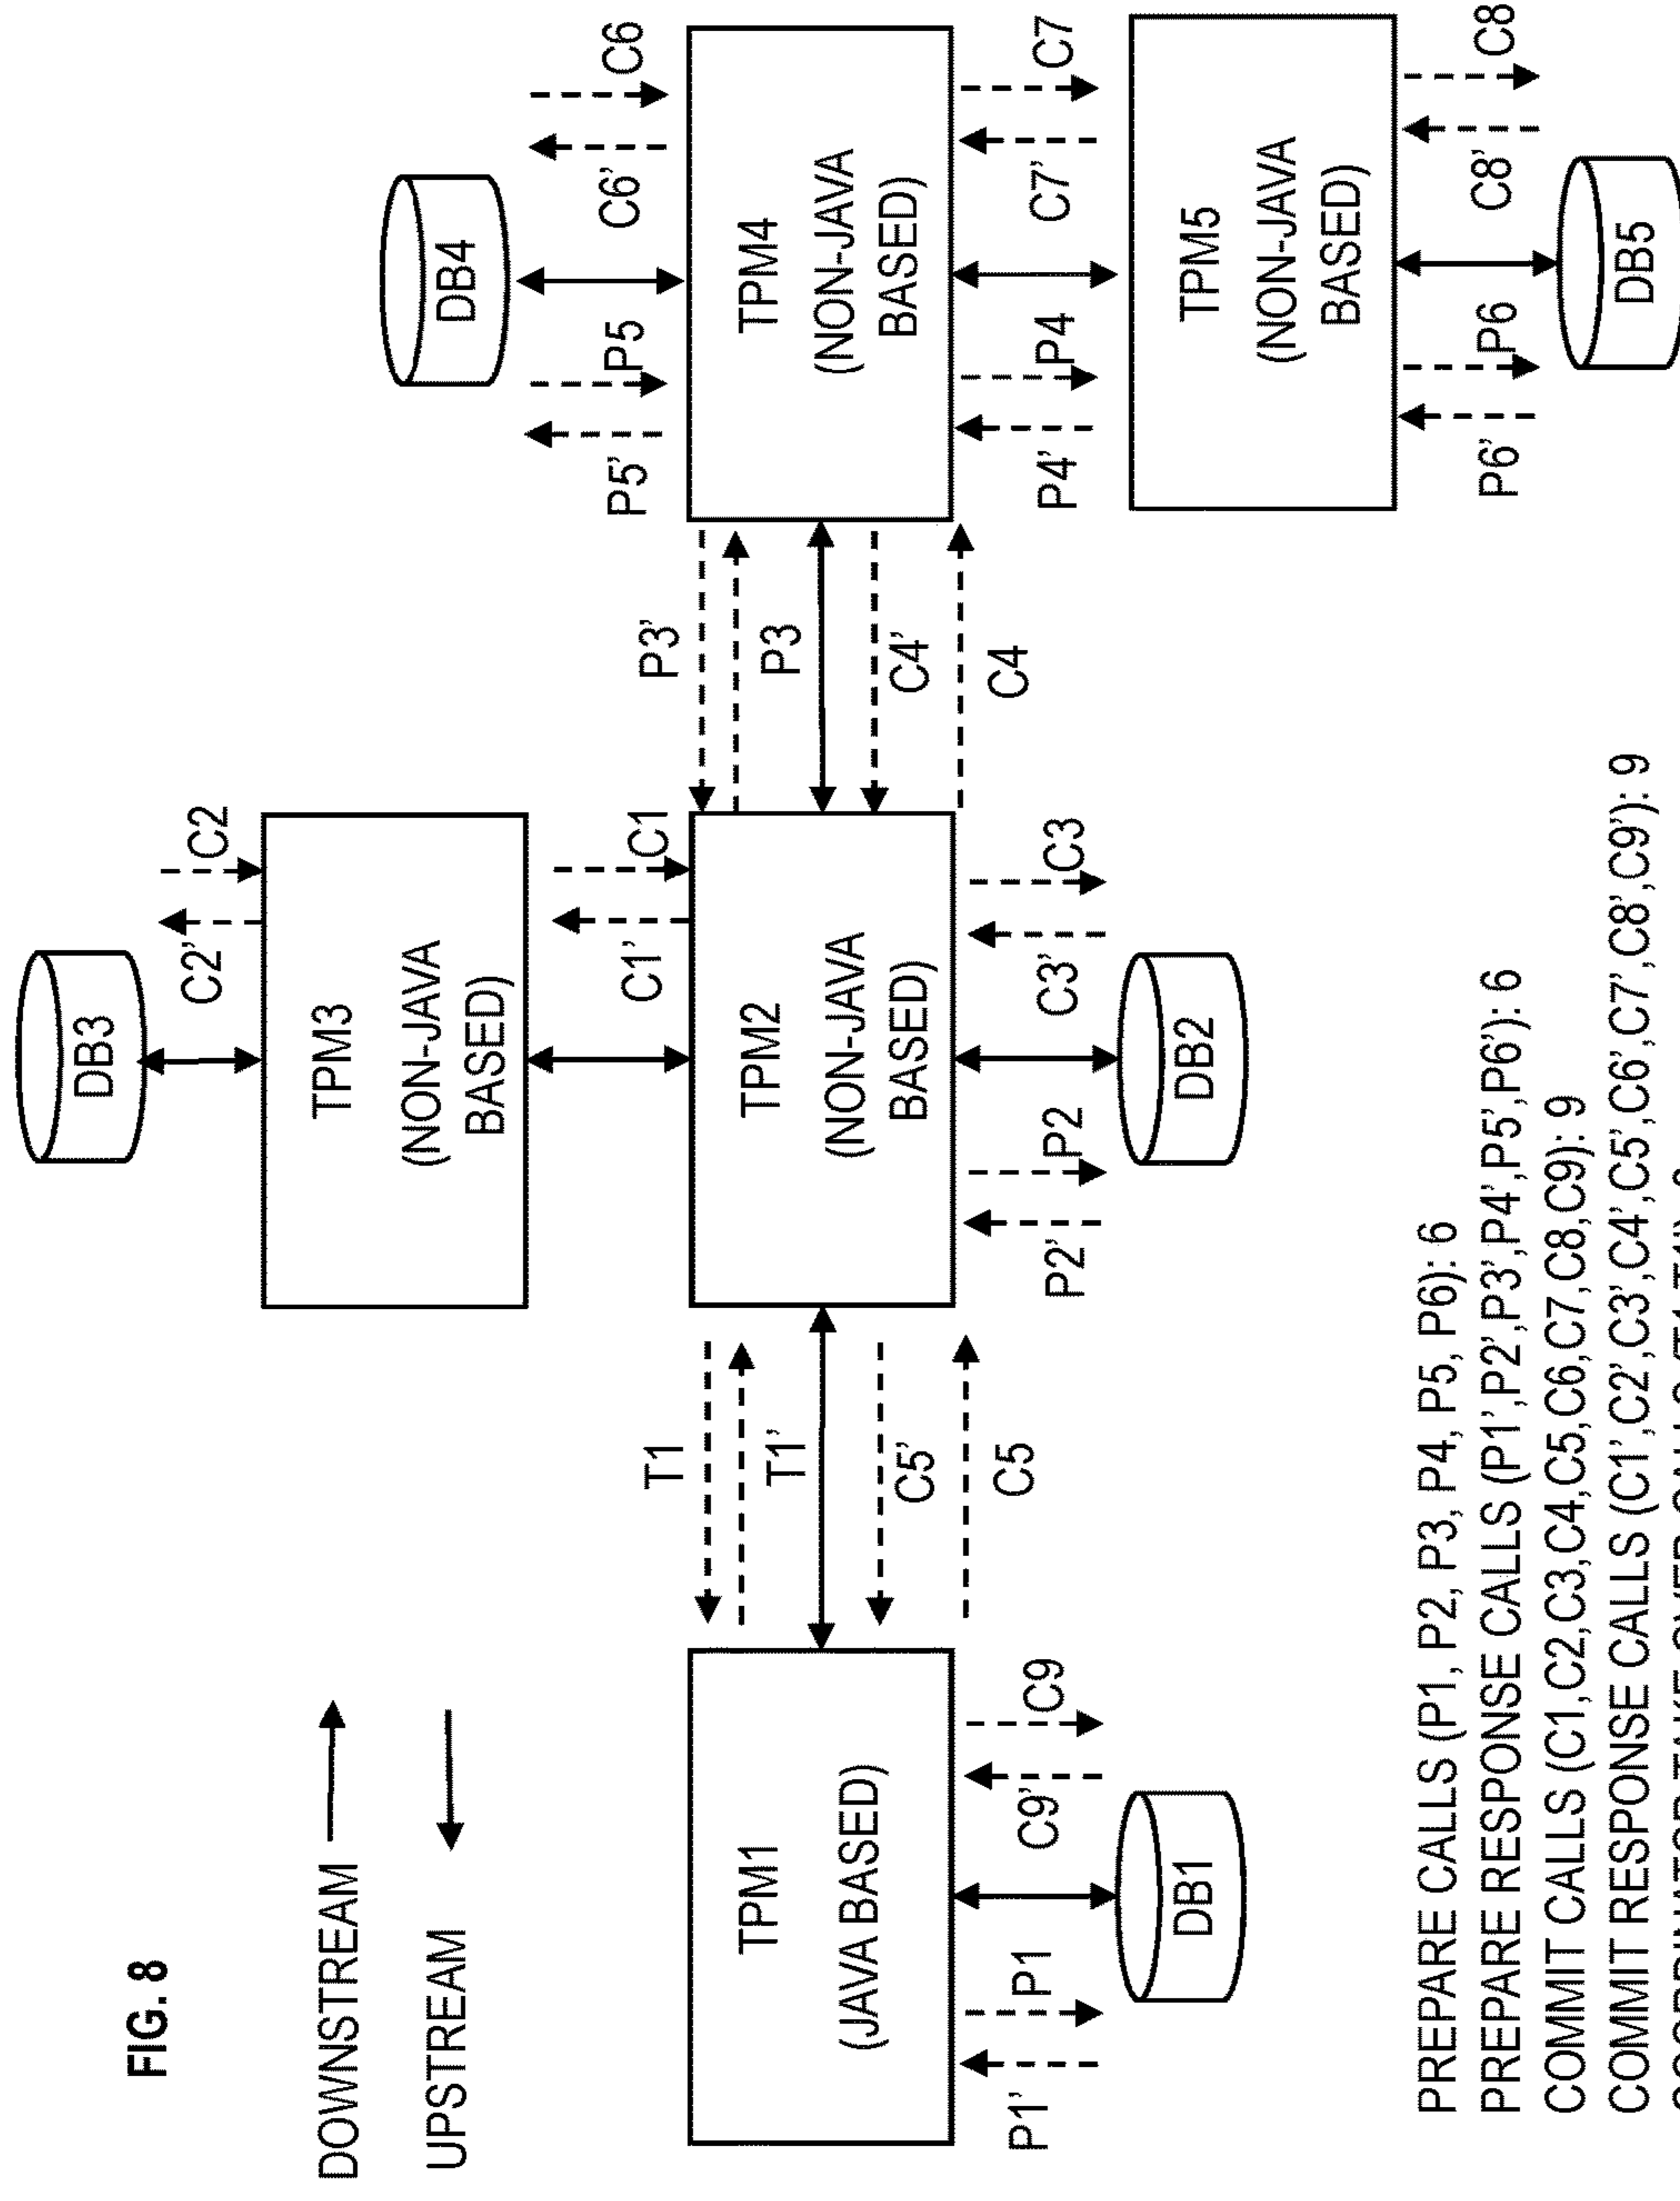 FIG. 8
DOWNSTREAM
UPSTREAM
DB3
C2'
C2
TPM3
(NON-JAVA
BASED)
C1'
C1
DB4
P5'
P5
C6'
C6
T1
T1'
C5'
C5
TPM1
(JAVA BASED)
TPM2
(NON-JAVA
BASED)
P3'
P3
C4'
C4
TPM4
(NON-JAVA
BASED)
P1'
P1
C9'
C9
DB1
P2'
P2
C3'
C3
DB2
P4'
P4
C7'
C7
TPM5
(NON-JAVA
BASED)
P6'
P6
C8'
C8
DB5
PREPARE CALLS (P1, P2, P3, P4, P5, P6): 6
PREPARE RESPONSE CALLS (P1',P2',P3',P4',P5',P6'): 6
COMMIT CALLS (C1,C2,C3,C4,C5,C6,C7,C8,C9): 9
COMMIT RESPONSE CALLS (C1',C2',C3',C4',C5',C6',C7',C8',C9'): 9